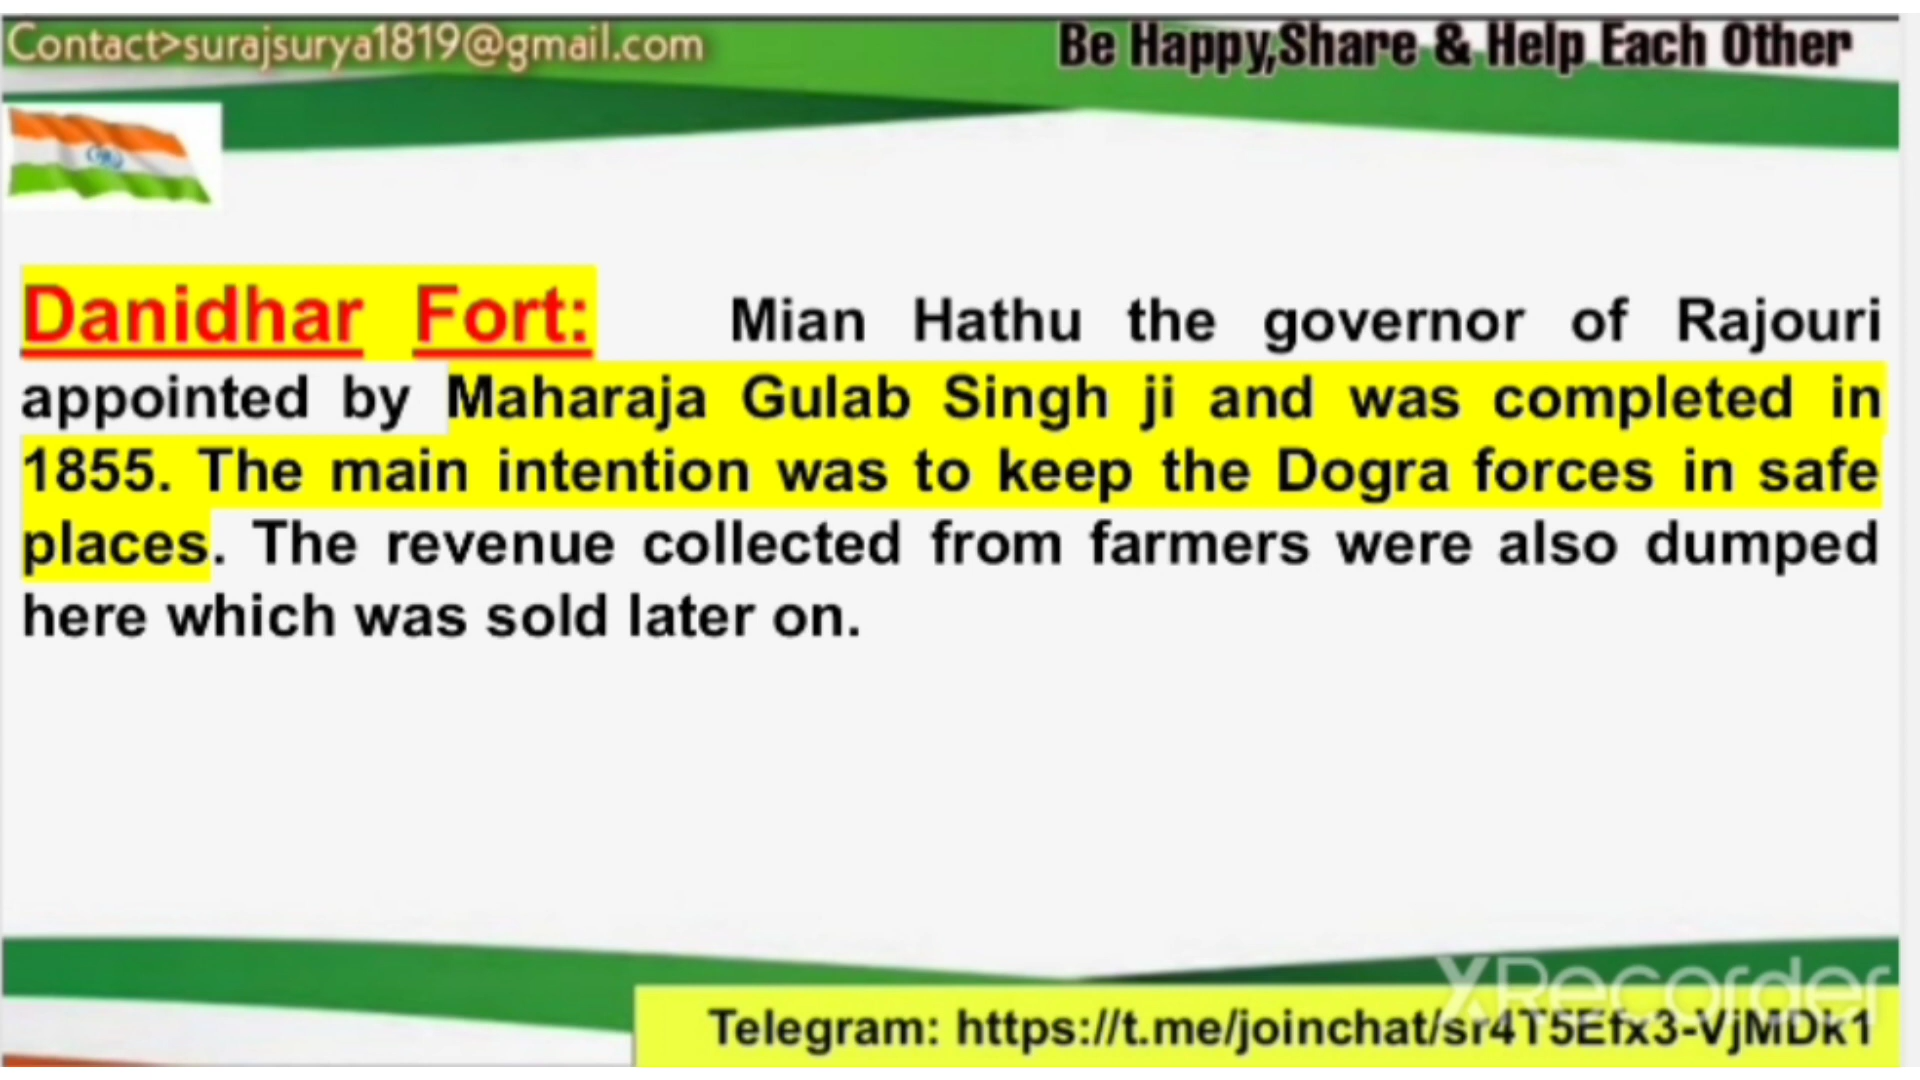 Contact>surajsurya1819@gmail.com
Be Happy,Share & Help Each Other
Danidhar Fort: Mian Hathu the governor of Rajouri
appointed by Maharaja Gulab Singh ji and was completed in
1855. The main intention was to keep the Dogra forces in safe
places. The revenue collected from farmers were also dumped
here which was sold later on.
XRecorder
Telegram: https://t.me/joinchat/sr4T5Efx3-VjMDk1